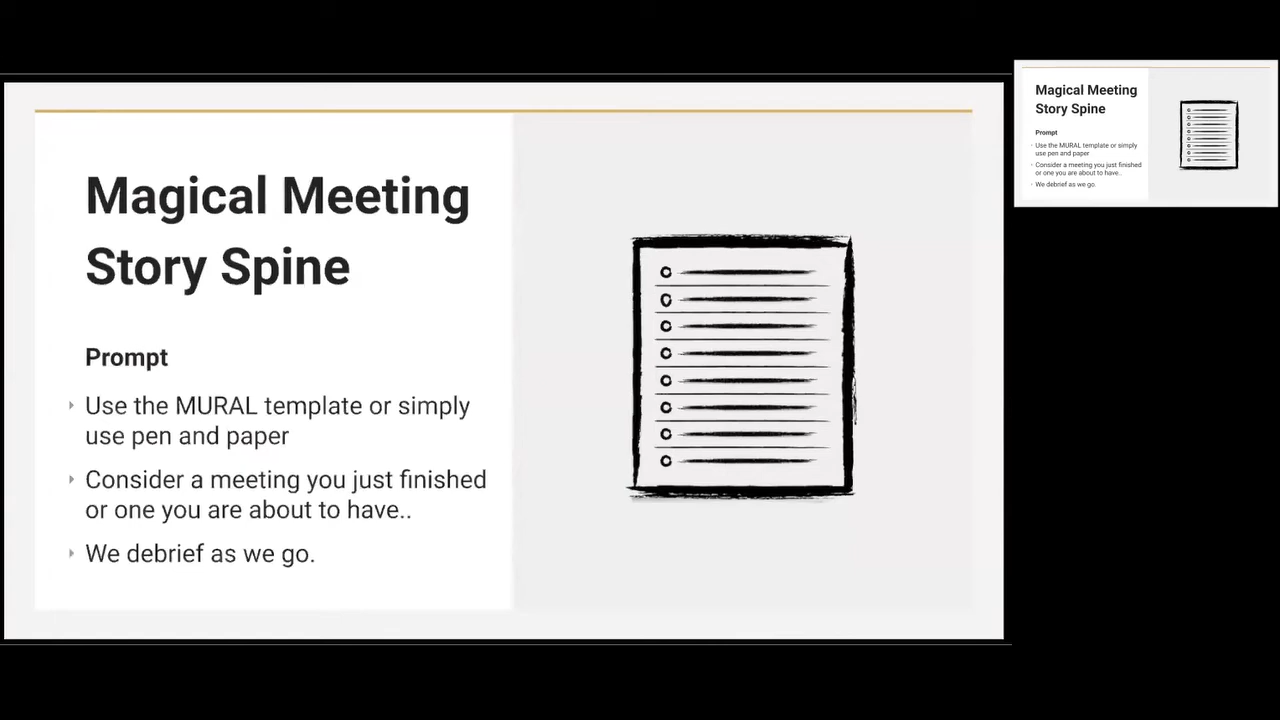 Magical Meeting
Story Spine
Prompt
Use the MURAL template or simply
use pen and paper
Consider a meeting you just finished
or one you are about to have..
We debrief as we go.
Magical Meeting
Story Spine
Prompt
Use the MURAL template or simply
use pen and paper
Consider a meeting you just finished
or one you are about to have..
We debrief as we go.